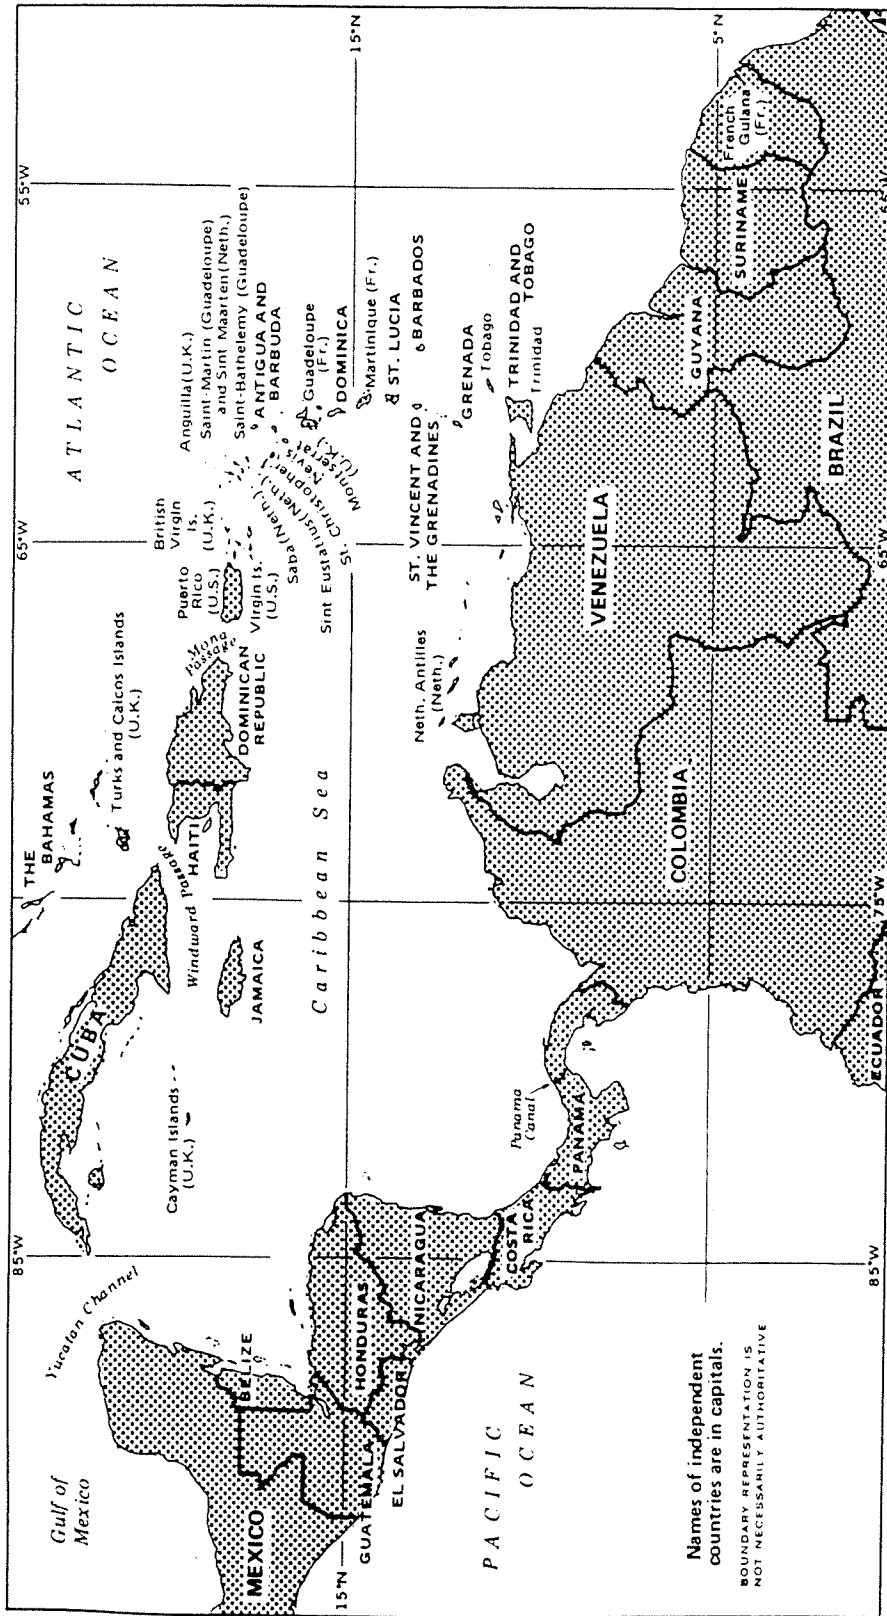 Gulf of
Mexico
Yucatan Channel
85°W
CUBA
THE
BAHAMAS
Turks and Caicos Islands
(U.K.)
65°W
ATLANTIC
OCEAN
55°W
MEXICO
BELIZE
Cayman Islands
(U.K.)
JAMAICA
Windward Passage
HAITI
DOMINICAN
REPUBLIC
Mona
Passage
Puerto
Rico
(U.S.)
British
Virgin
Is.
(U.K.)
Virgin Is.
(U.S.)
Anguilla (U.K.)
Saint-Martin (Guadeloupe)
and Sint Maarten (Neth.)
Saint-Bathelemy (Guadeloupe)
ANTIGUA AND
BARBUDA
Saba (Neth.)
Sint Eustatius (Neth.)
St. Christopher
Nevis
Montserrat
(U.K.)
Guadeloupe
(Fr.)
DOMINICA
Martinique (Fr.)
ST. LUCIA
BARBADOS
Caribbean Sea
15°N
15°N
GUATEMALA
EL SALVADOR
HONDURAS
NICARAGUA
ST. VINCENT AND
THE GRENADINES
Neth. Antilles
(Neth.)
GRENADA
Tobago
TRINIDAD AND
TOBAGO
Trinidad
PACIFIC
OCEAN
COSTA
RICA
Panama
Canal
PANAMA
COLOMBIA
VENEZUELA
GUYANA
SURINAME
French
Guiana
(Fr.)
5°N
BRAZIL
ECUADOR
Names of independent
countries are in capitals.
BOUNDARY REPRESENTATION IS
NOT NECESSARILY AUTHORITATIVE
85°W
75°W
65°W